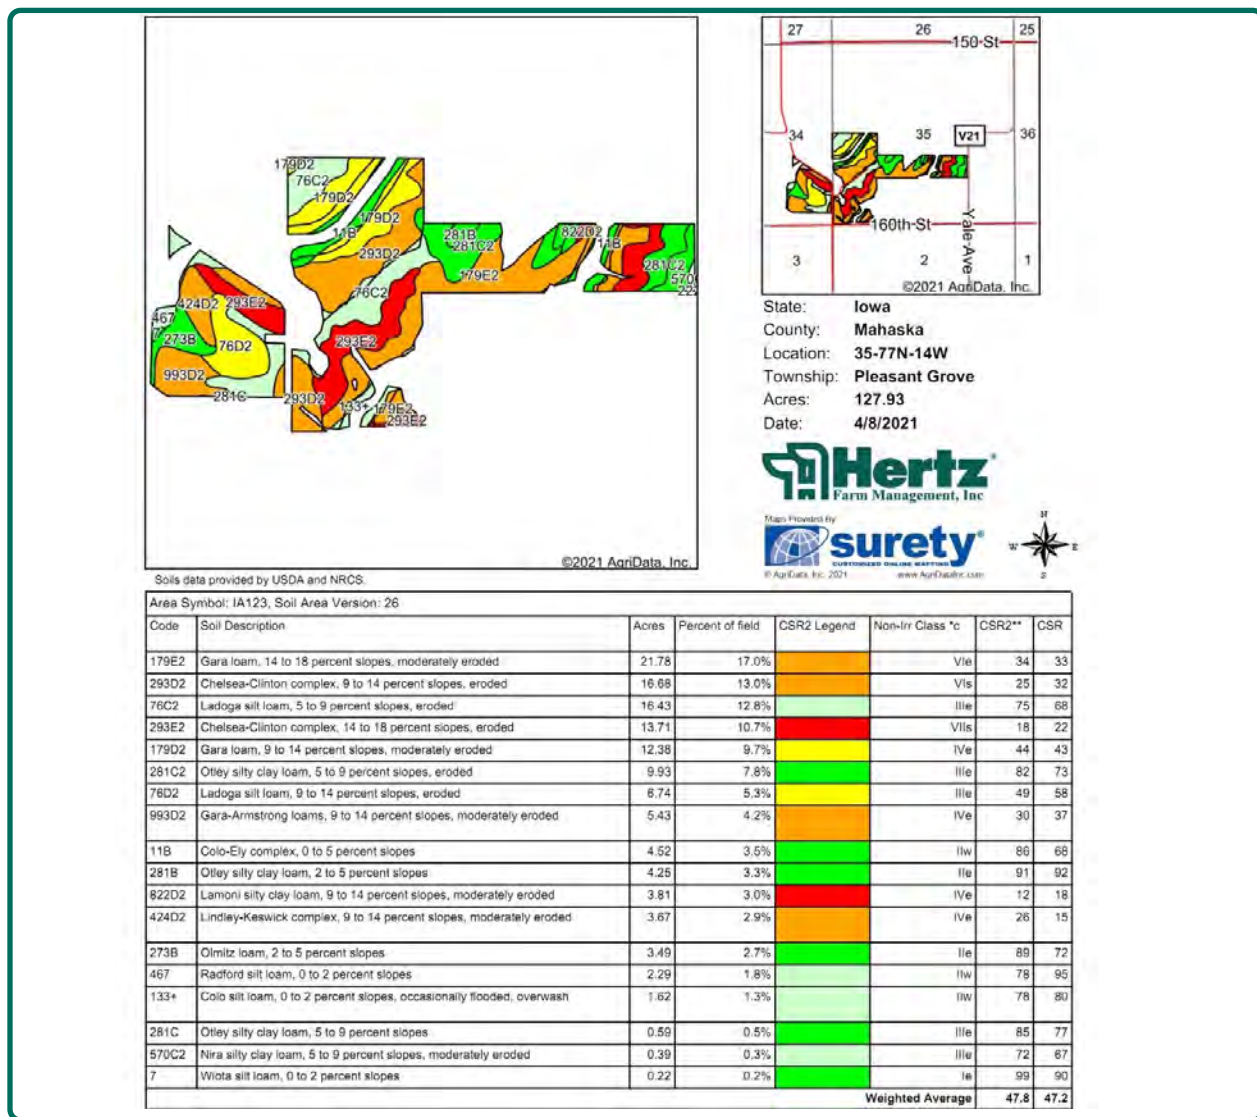 179D2
76C2
179D2
179D2
11B
293D2
281B
281C2
822D2
11B
179E2
281C2
570
22
76C2
424D2
293E2
467
7
273B
76D2
293E2
993D2
281C
293D2
133+
179E2
293E2
©2021 AgriData, Inc.
27 26 25
150 St
34 35 V21 36
160th St
Yale Ave
3 2 1
©2021 AgriData, Inc.
State: Iowa
County: Mahaska
Location: 35-77N-14W
Township: Pleasant Grove
Acres: 127.93
Date: 4/8/2021
Hertz®
Farm Management, Inc
Maps Provided By
surety®
CUSTOMIZED ONLINE MAPPING
© AgriData, Inc. 2021 www.AgriDataInc.com
N
W E
S
Soils data provided by USDA and NRCS.
Area Symbol: IA123, Soil Area Version: 26
Code Soil Description Acres Percent of field CSR2 Legend Non-Irr Class *c CSR2** CSR
179E2 Gara loam, 14 to 18 percent slopes, moderately eroded 21.78 17.0% VIe 34 33
293D2 Chelsea-Clinton complex, 9 to 14 percent slopes, eroded 16.68 13.0% VIs 25 32
76C2 Ladoga silt loam, 5 to 9 percent slopes, eroded 16.43 12.8% IIIe 75 68
293E2 Chelsea-Clinton complex, 14 to 18 percent slopes, eroded 13.71 10.7% VIIs 18 22
179D2 Gara loam, 9 to 14 percent slopes, moderately eroded 12.38 9.7% IVe 44 43
281C2 Otley silty clay loam, 5 to 9 percent slopes, eroded 9.93 7.8% IIIe 82 73
76D2 Ladoga silt loam, 9 to 14 percent slopes, eroded 6.74 5.3% IIIe 49 58
993D2 Gara-Armstrong loams, 9 to 14 percent slopes, moderately eroded 5.43 4.2% IVe 30 37
11B Colo-Ely complex, 0 to 5 percent slopes 4.52 3.5% IIw 86 68
281B Otley silty clay loam, 2 to 5 percent slopes 4.25 3.3% IIe 91 92
822D2 Lamoni silty clay loam, 9 to 14 percent slopes, moderately eroded 3.81 3.0% IVe 12 18
424D2 Lindley-Keswick complex, 9 to 14 percent slopes, moderately eroded 3.67 2.9% IVe 26 15
273B Olmitz loam, 2 to 5 percent slopes 3.49 2.7% IIe 89 72
467 Radford silt loam, 0 to 2 percent slopes 2.29 1.8% IIw 78 95
133+ Colo silt loam, 0 to 2 percent slopes, occasionally flooded, overwash 1.62 1.3% IIw 78 80
281C Otley silty clay loam, 5 to 9 percent slopes 0.59 0.5% IIIe 85 77
570C2 Nira silty clay loam, 5 to 9 percent slopes, moderately eroded 0.39 0.3% IIIe 72 67
7 Wiota silt loam, 0 to 2 percent slopes 0.22 0.2% Ie 99 90
Weighted Average 47.8 47.2